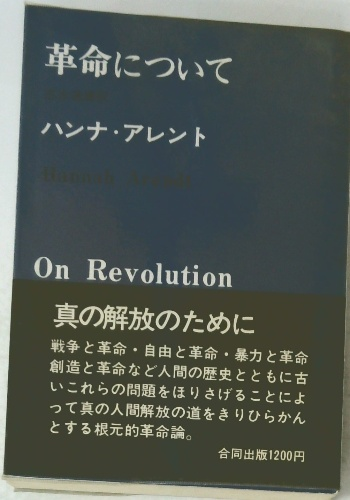 革命について
ハンナ・アレント
Hannah Arendt
On Revolution
真の解放のために
戦争と革命・自由と革命・暴力と革命
創造と革命など人間の歴史とともに古
いこれらの問題をほりさげることによ
って真の人間解放の道をきりひらかん
とする根元的革命論。
合同出版1200円